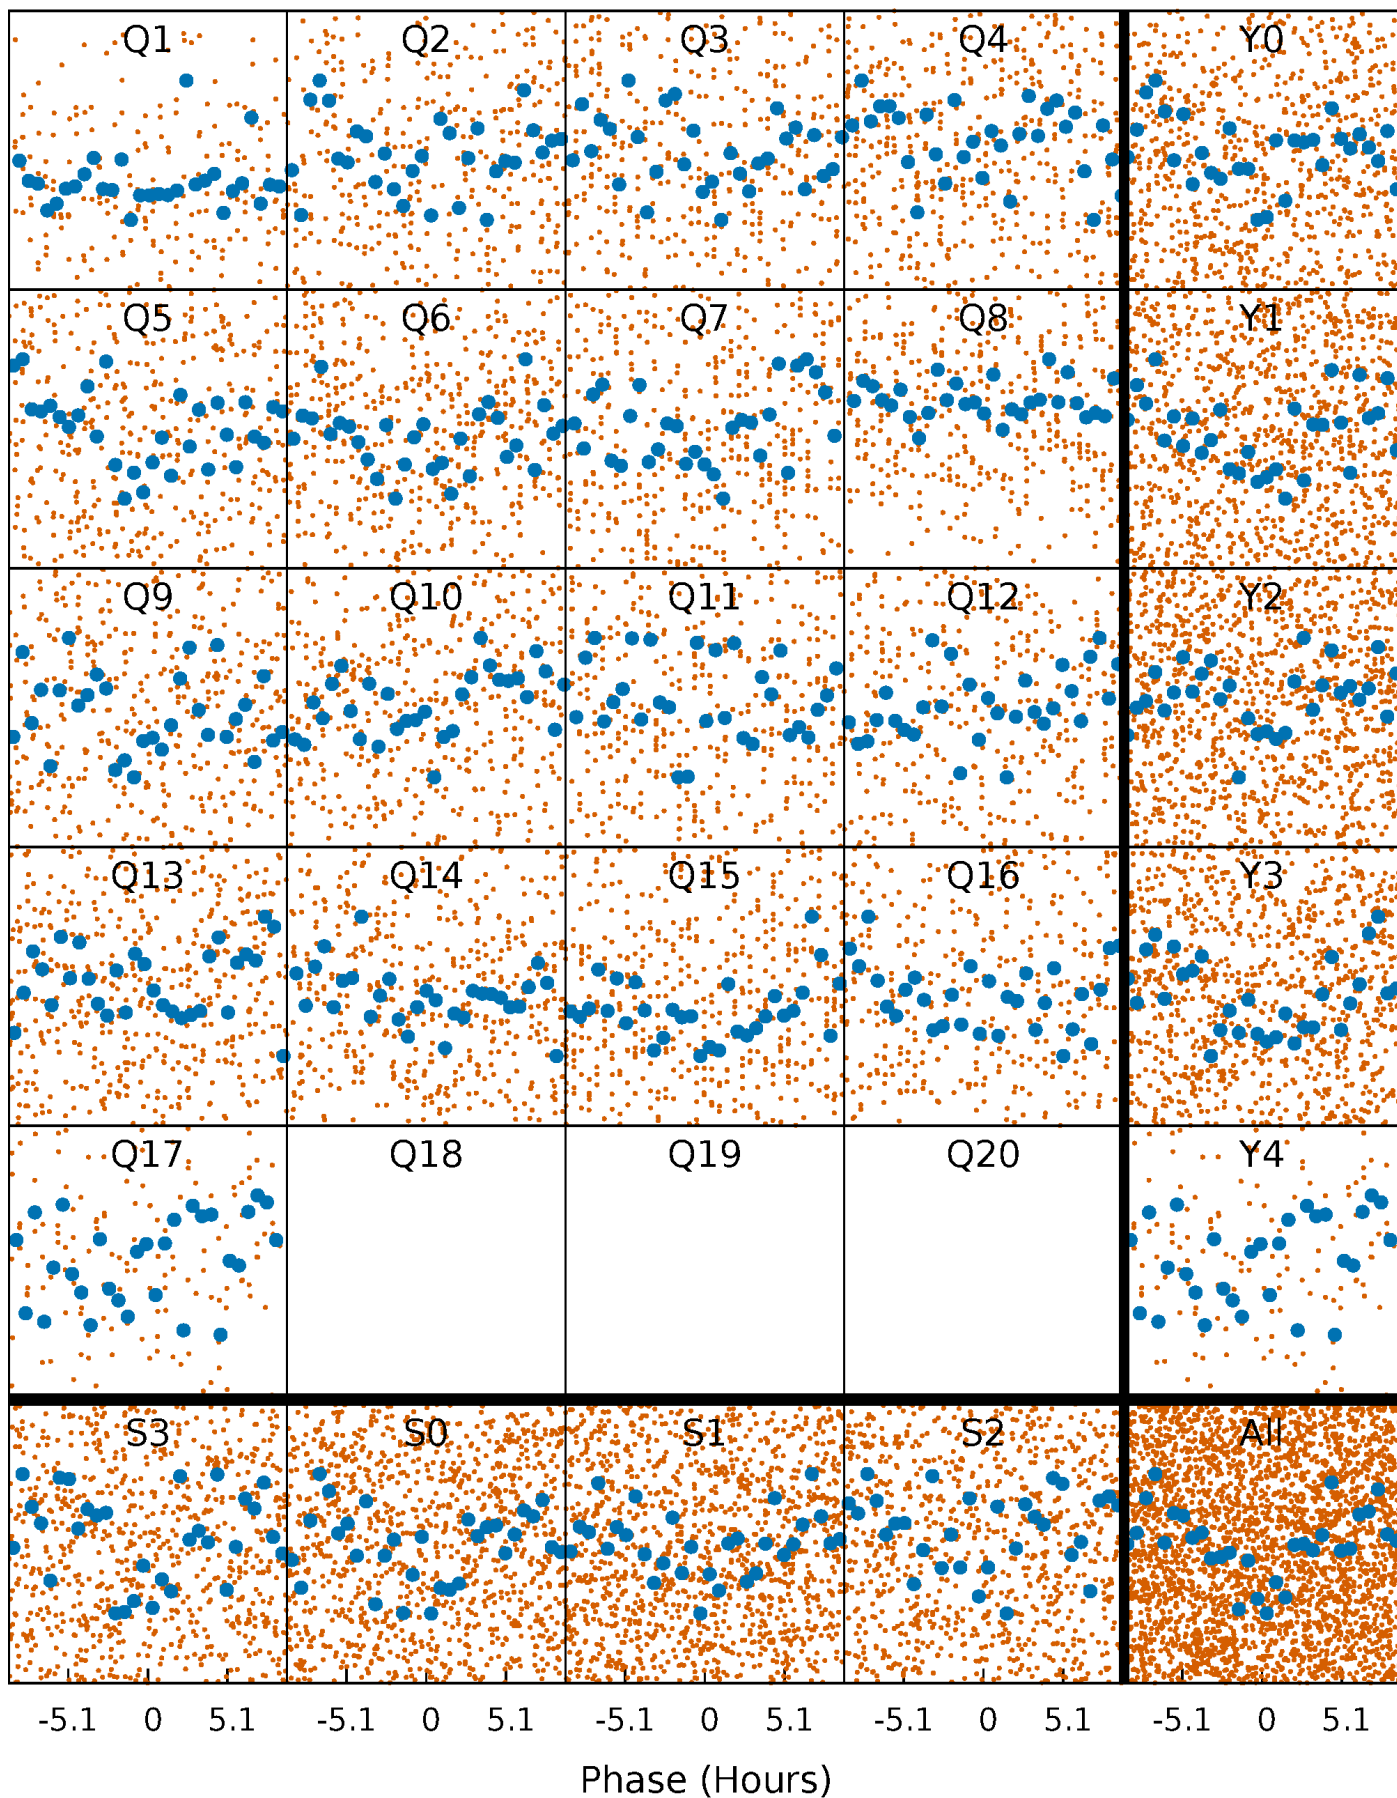 Q1 Q2 Q3 Q4 Y0
Q5 Q6 Q7 Q8 Y1
Q9 Q10 Q11 Q12 Y2
Q13 Q14 Q15 Q16 Y3
Q17 Q18 Q19 Q20 Y4
S3 S0 S1 S2 All
-5.1 0 5.1 -5.1 0 5.1 -5.1 0 5.1 -5.1 0 5.1 -5.1 0 5.1
Phase (Hours)